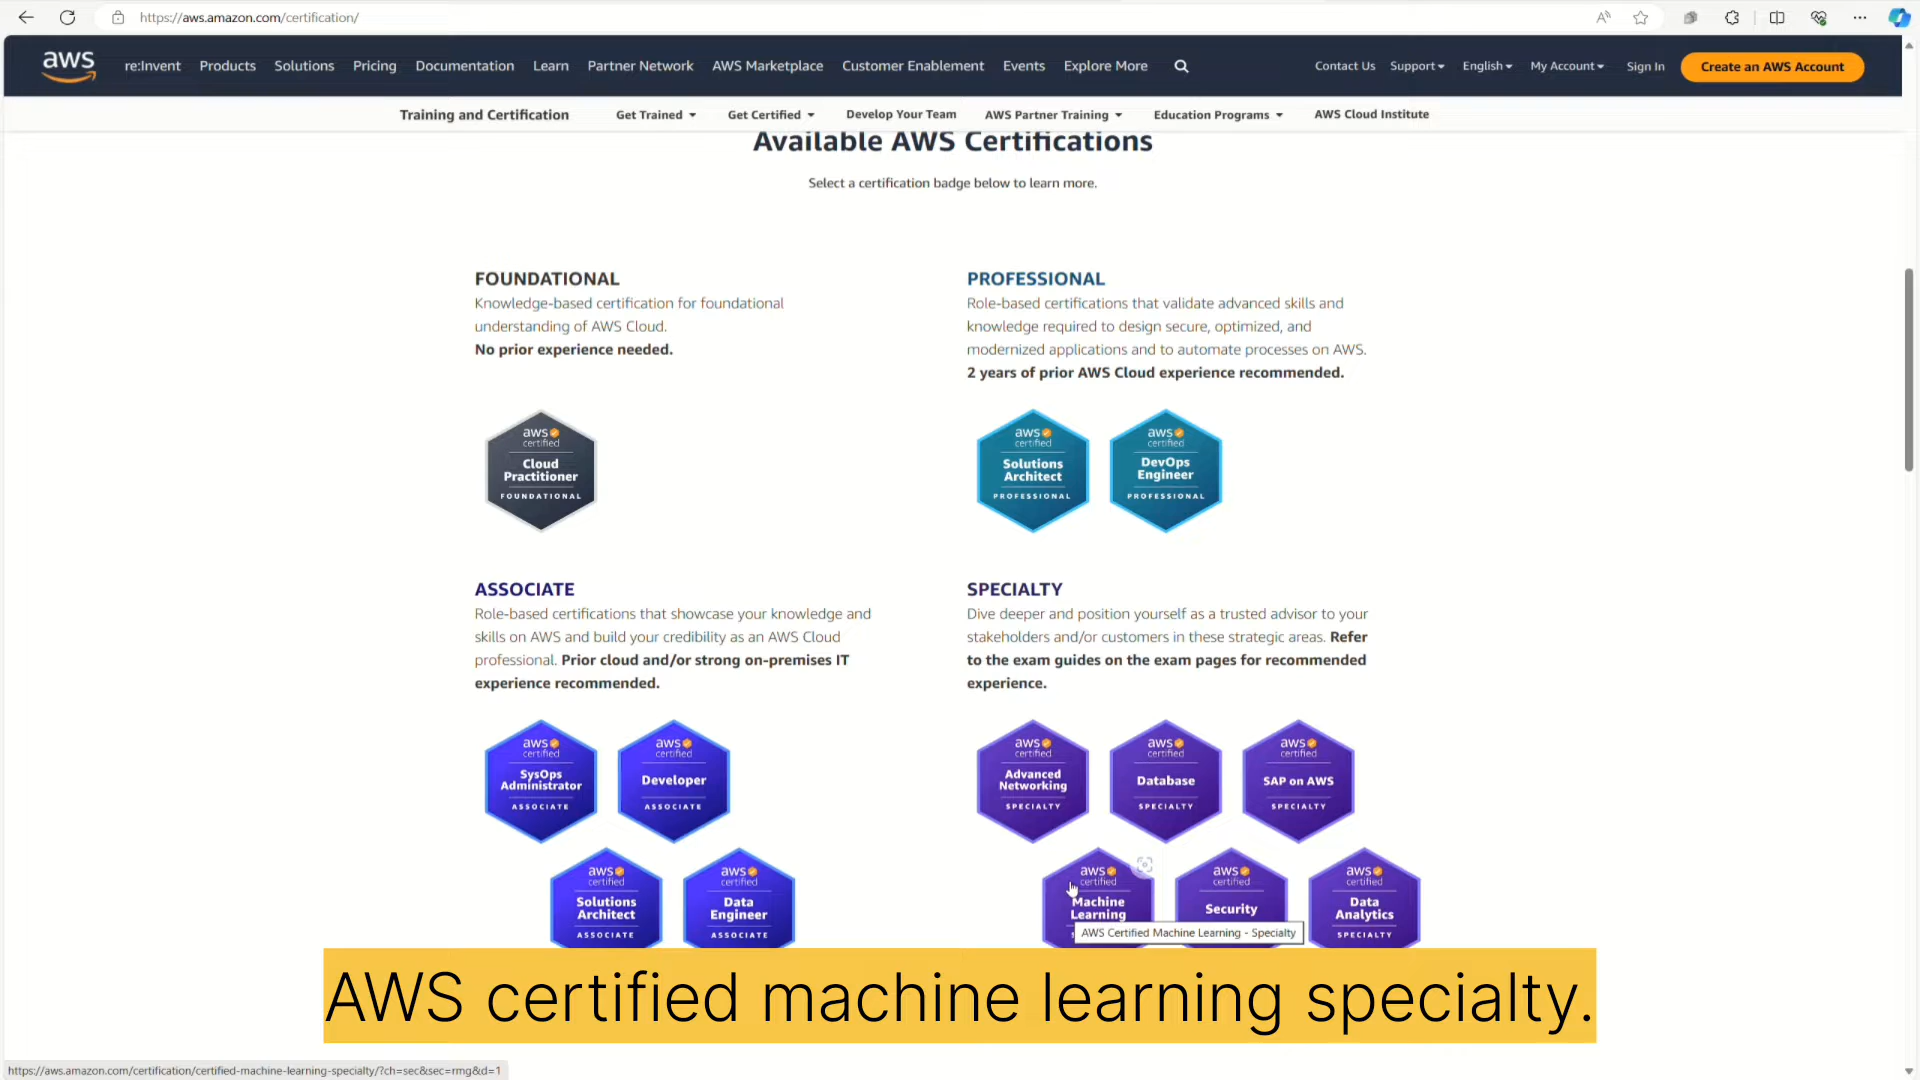 https://aws.amazon.com/certification/
aws
re:Invent Products Solutions Pricing Documentation Learn Partner Network AWS Marketplace Customer Enablement Events Explore More
Contact Us Support English My Account Sign In Create an AWS Account
Training and Certification Get Trained Get Certified Develop Your Team AWS Partner Training Education Programs AWS Cloud Institute
Available AWS Certifications
Select a certification badge below to learn more.
FOUNDATIONAL
Knowledge-based certification for foundational
understanding of AWS Cloud.
No prior experience needed.
aws
certified
Cloud
Practitioner
FOUNDATIONAL
PROFESSIONAL
Role-based certifications that validate advanced skills and
knowledge required to design secure, optimized, and
modernized applications and to automate processes on AWS.
2 years of prior AWS Cloud experience recommended.
aws
certified
Solutions
Architect
PROFESSIONAL
aws
certified
DevOps
Engineer
PROFESSIONAL
ASSOCIATE
Role-based certifications that showcase your knowledge and
skills on AWS and build your credibility as an AWS Cloud
professional. Prior cloud and/or strong on-premises IT
experience recommended.
aws
certified
SysOps
Administrator
ASSOCIATE
aws
certified
Developer
ASSOCIATE
aws
certified
Solutions
Architect
ASSOCIATE
aws
certified
Data
Engineer
ASSOCIATE
SPECIALTY
Dive deeper and position yourself as a trusted advisor to your
stakeholders and/or customers in these strategic areas. Refer
to the exam guides on the exam pages for recommended
experience.
aws
certified
Advanced
Networking
SPECIALTY
aws
certified
Database
SPECIALTY
aws
certified
SAP on AWS
SPECIALTY
aws
certified
Machine
Learning
aws
certified
Security
aws
certified
Data
Analytics
SPECIALTY
AWS Certified Machine Learning - Specialty
AWS certified machine learning specialty.
https://aws.amazon.com/certification/certified-machine-learning-specialty/?ch=sec&sec=rmg&d=1